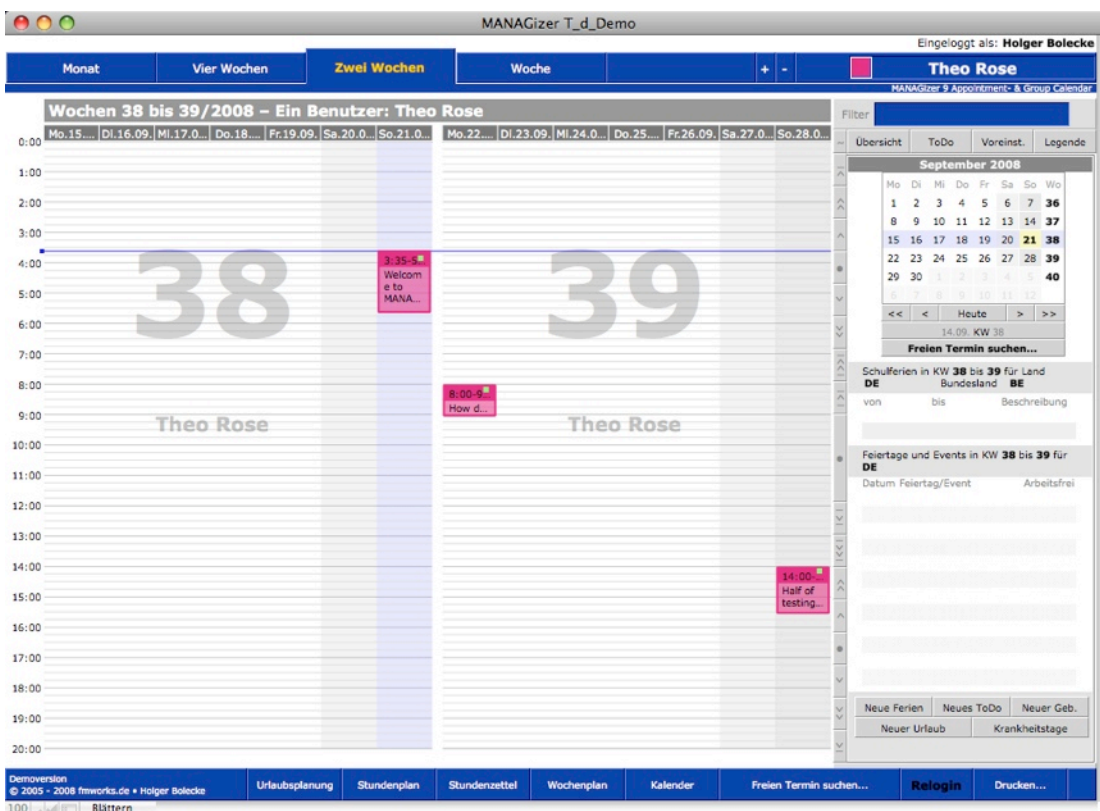 MANAGizer T_d_Demo
Eingeloggt als: Holger Bolecke
Monat Vier Wochen Zwei Wochen Woche + - Theo Rose
MANAGizer 9 Appointment- & Group Calendar
Wochen 38 bis 39/2008 – Ein Benutzer: Theo Rose
Filter
Mo.15.... Di.16.09. Mi.17.0... Do.18.... Fr.19.09. Sa.20.0... So.21.0... Mo.22.... Di.23.09. Mi.24.0... Do.25.... Fr.26.09. Sa.27.0... So.28.0...
Übersicht ToDo Voreinst. Legende
0:00
1:00
2:00
3:00
4:00
5:00
6:00
7:00
8:00
9:00
10:00
11:00
12:00
13:00
14:00
15:00
16:00
17:00
18:00
19:00
20:00
38
Theo Rose
3:35-5...
Welcom
e to
MANA...
39
Theo Rose
8:00-9...
How d...
14:00-...
Half of
testing...
September 2008
Mo Di Mi Do Fr Sa So Wo
1 2 3 4 5 6 7 36
8 9 10 11 12 13 14 37
15 16 17 18 19 20 21 38
22 23 24 25 26 27 28 39
29 30 1 2 3 4 5 40
6 7 8 9 10 11 12
<< < Heute > >>
14.09. KW 38
Freien Termin suchen...
Schulferien in KW 38 bis 39 für Land
DE Bundesland BE
von bis Beschreibung
Feiertage und Events in KW 38 bis 39 für
DE
Datum Feiertag/Event Arbeitsfrei
Neue Ferien Neues ToDo Neuer Geb.
Neuer Urlaub Krankheitstage
Demoversion
© 2005 - 2008 fmworks.de • Holger Bolecke
Urlaubsplanung Stundenplan Stundenzettel Wochenplan Kalender Freien Termin suchen... Relogin Drucken...
100 Blättern